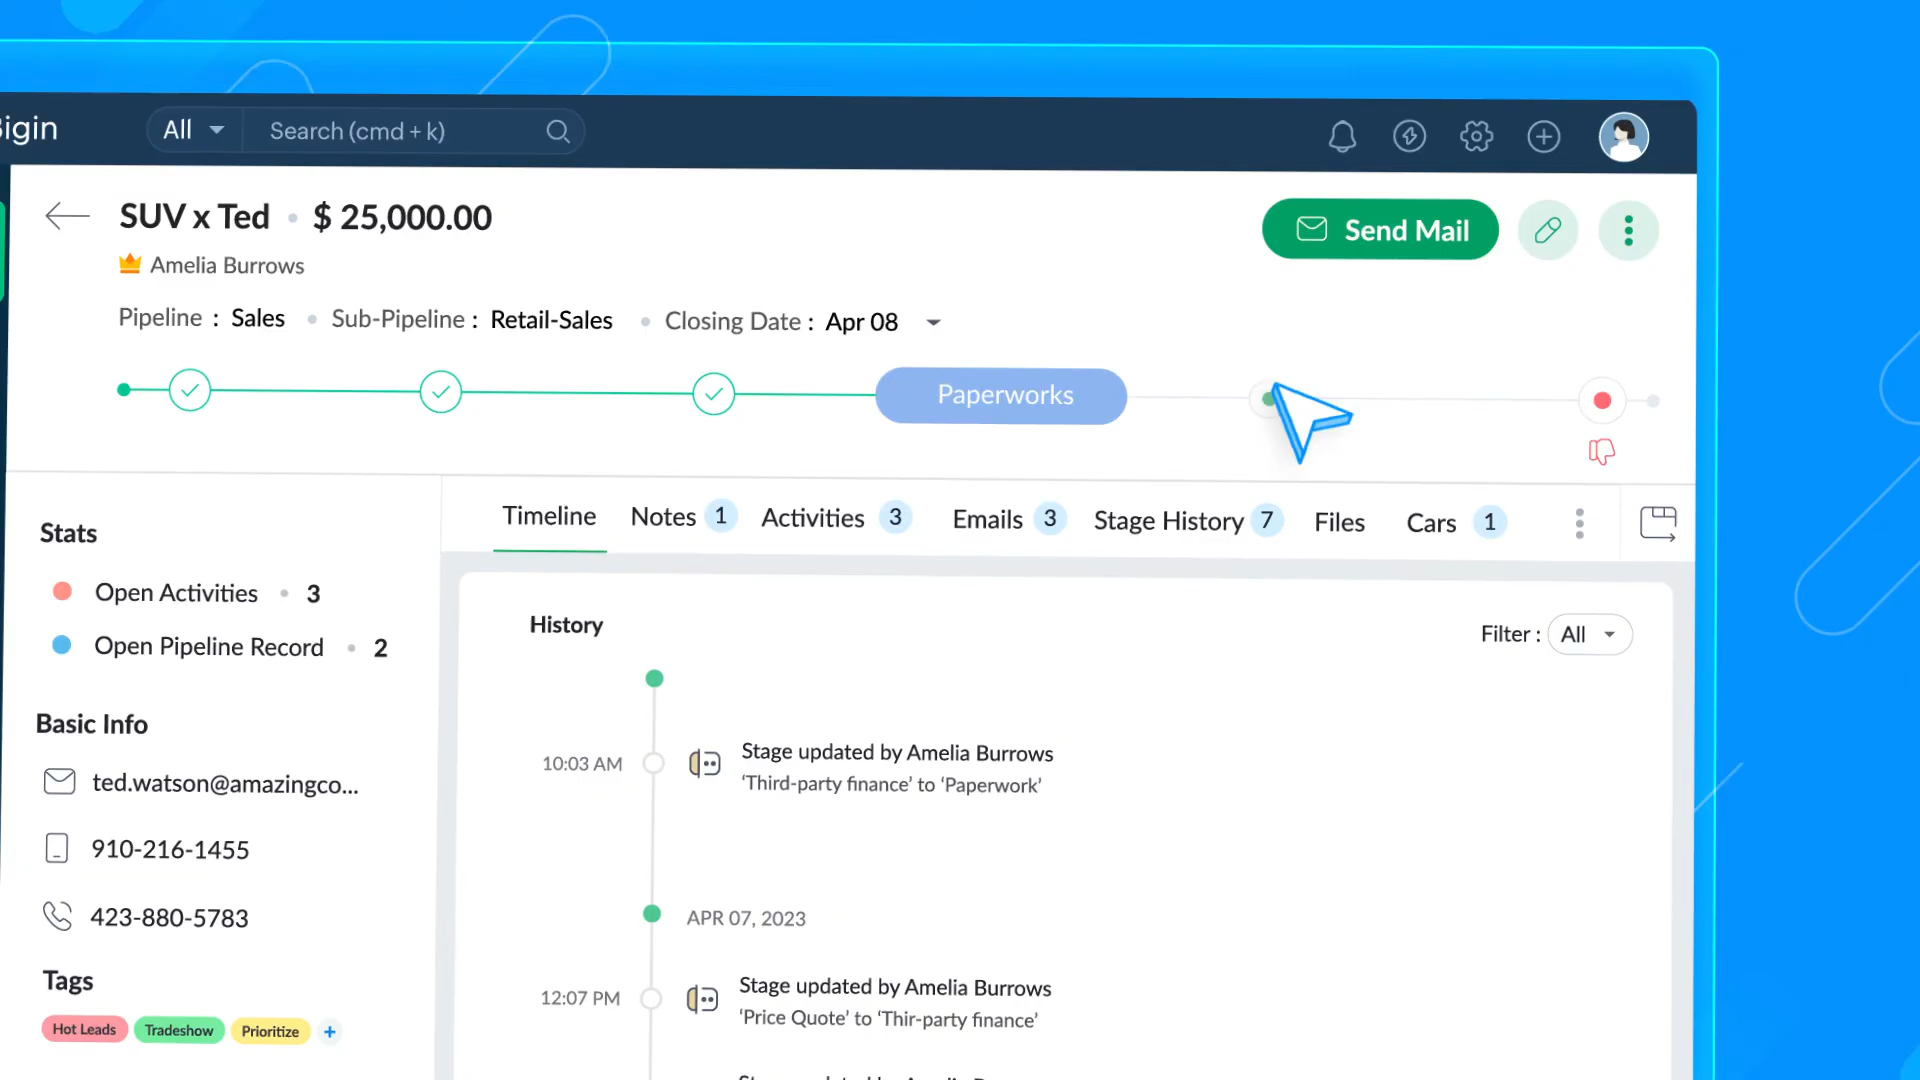 Bigin
All
Search (cmd + k)
SUV x Ted • $ 25,000.00
Amelia Burrows
Send Mail
Pipeline : Sales • Sub-Pipeline : Retail-Sales • Closing Date : Apr 08
Paperworks
Stats
Open Activities • 3
Open Pipeline Record • 2
Basic Info
ted.watson@amazingco...
910-216-1455
423-880-5783
Tags
Hot Leads Tradeshow Prioritize +
Timeline Notes 1 Activities 3 Emails 3 Stage History 7 Files Cars 1
History
Filter : All
10:03 AM
Stage updated by Amelia Burrows
‘Third-party finance’ to ‘Paperwork’
APR 07, 2023
12:07 PM
Stage updated by Amelia Burrows
‘Price Quote’ to ‘Thir-party finance’